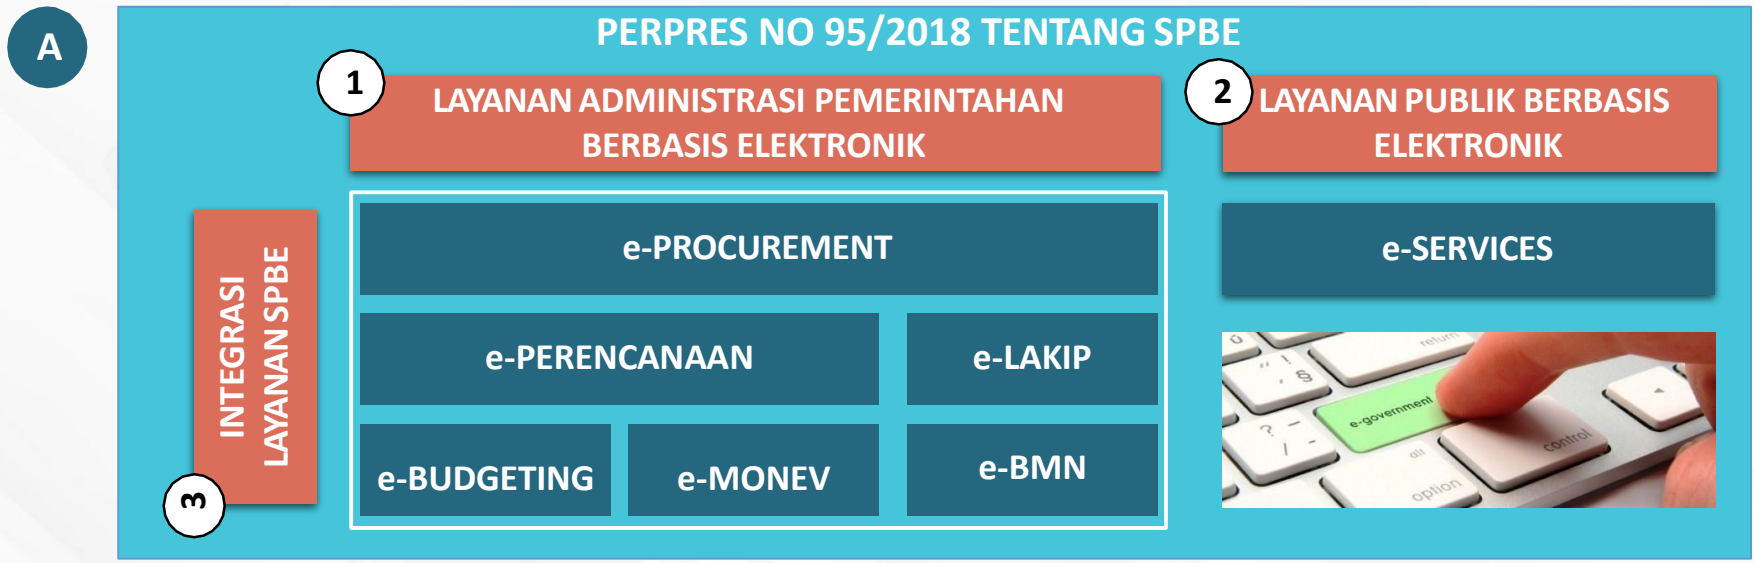 A
PERPRES NO 95/2018 TENTANG SPBE
1
LAYANAN ADMINISTRASI PEMERINTAHAN
BERBASIS ELEKTRONIK
2
LAYANAN PUBLIK BERBASIS
ELEKTRONIK
INTEGRASI
LAYANAN SPBE
3
e-PROCUREMENT
e-PERENCANAAN
e-LAKIP
e-BUDGETING
e-MONEV
e-BMN
e-SERVICES
return
e-government
control
alt
option